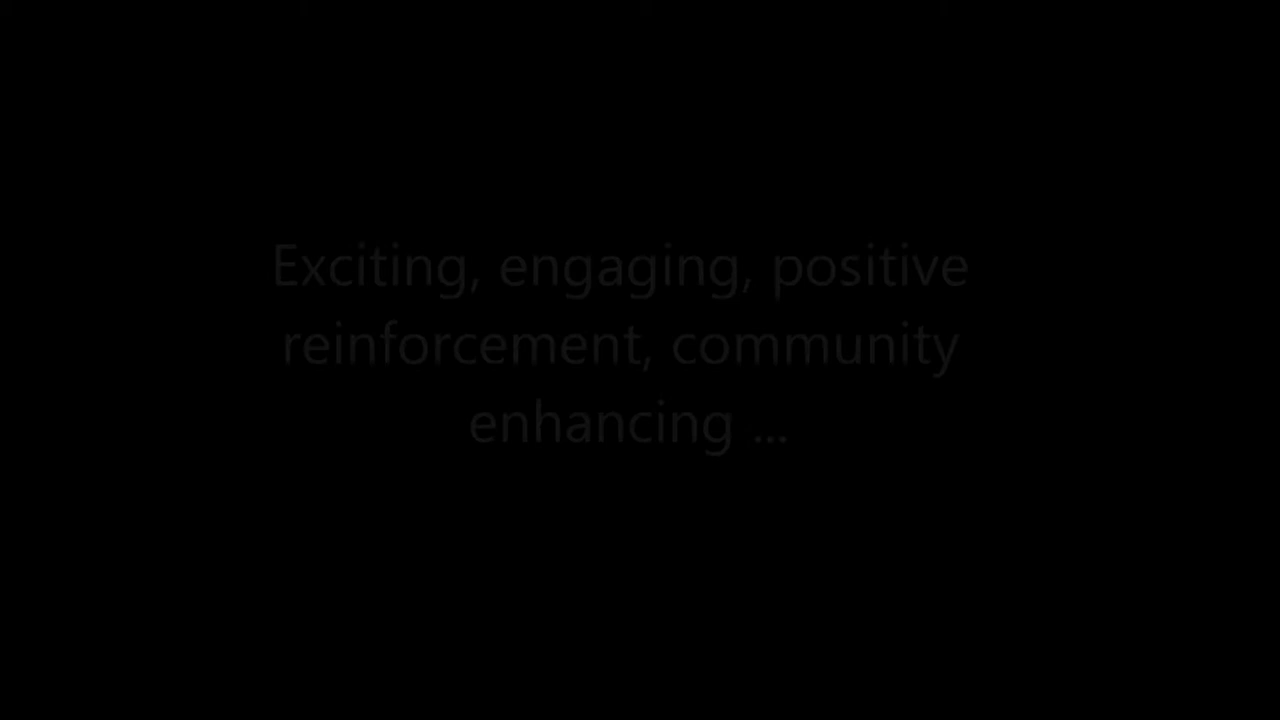 Exciting, engaging, positive
reinforcement, community
enhancing ...